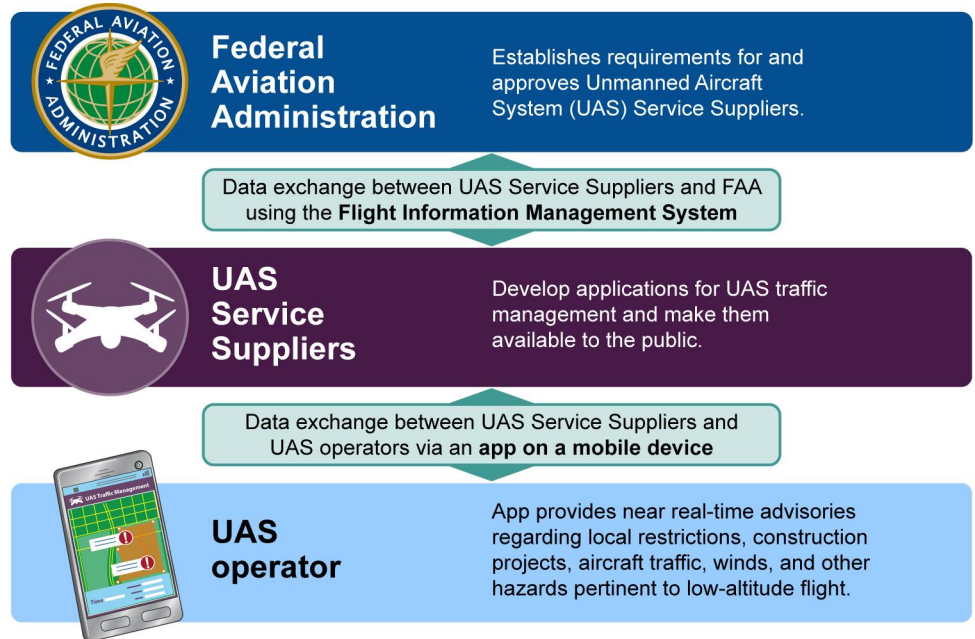 FEDERAL AVIATION
ADMINISTRATION
Federal
Aviation
Administration
Establishes requirements for and
approves Unmanned Aircraft
System (UAS) Service Suppliers.
Data exchange between UAS Service Suppliers and FAA
using the Flight Information Management System
UAS
Service
Suppliers
Develop applications for UAS traffic
management and make them
available to the public.
Data exchange between UAS Service Suppliers and
UAS operators via an app on a mobile device
UAS Traffic Management
Time
UAS
operator
App provides near real-time advisories
regarding local restrictions, construction
projects, aircraft traffic, winds, and other
hazards pertinent to low-altitude flight.